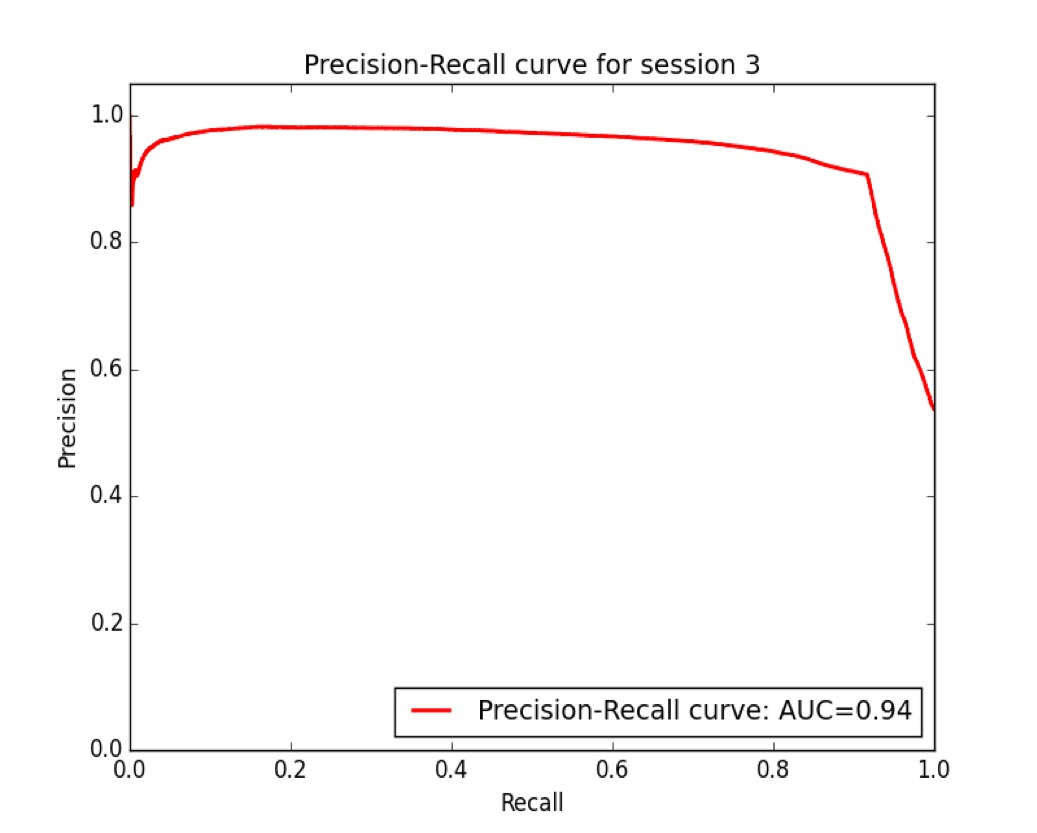 Precision-Recall curve for session 3
1.0
0.8
0.6
0.4
0.2
0.0
Precision
0.0 0.2 0.4 0.6 0.8 1.0
Recall
Precision-Recall curve: AUC=0.94